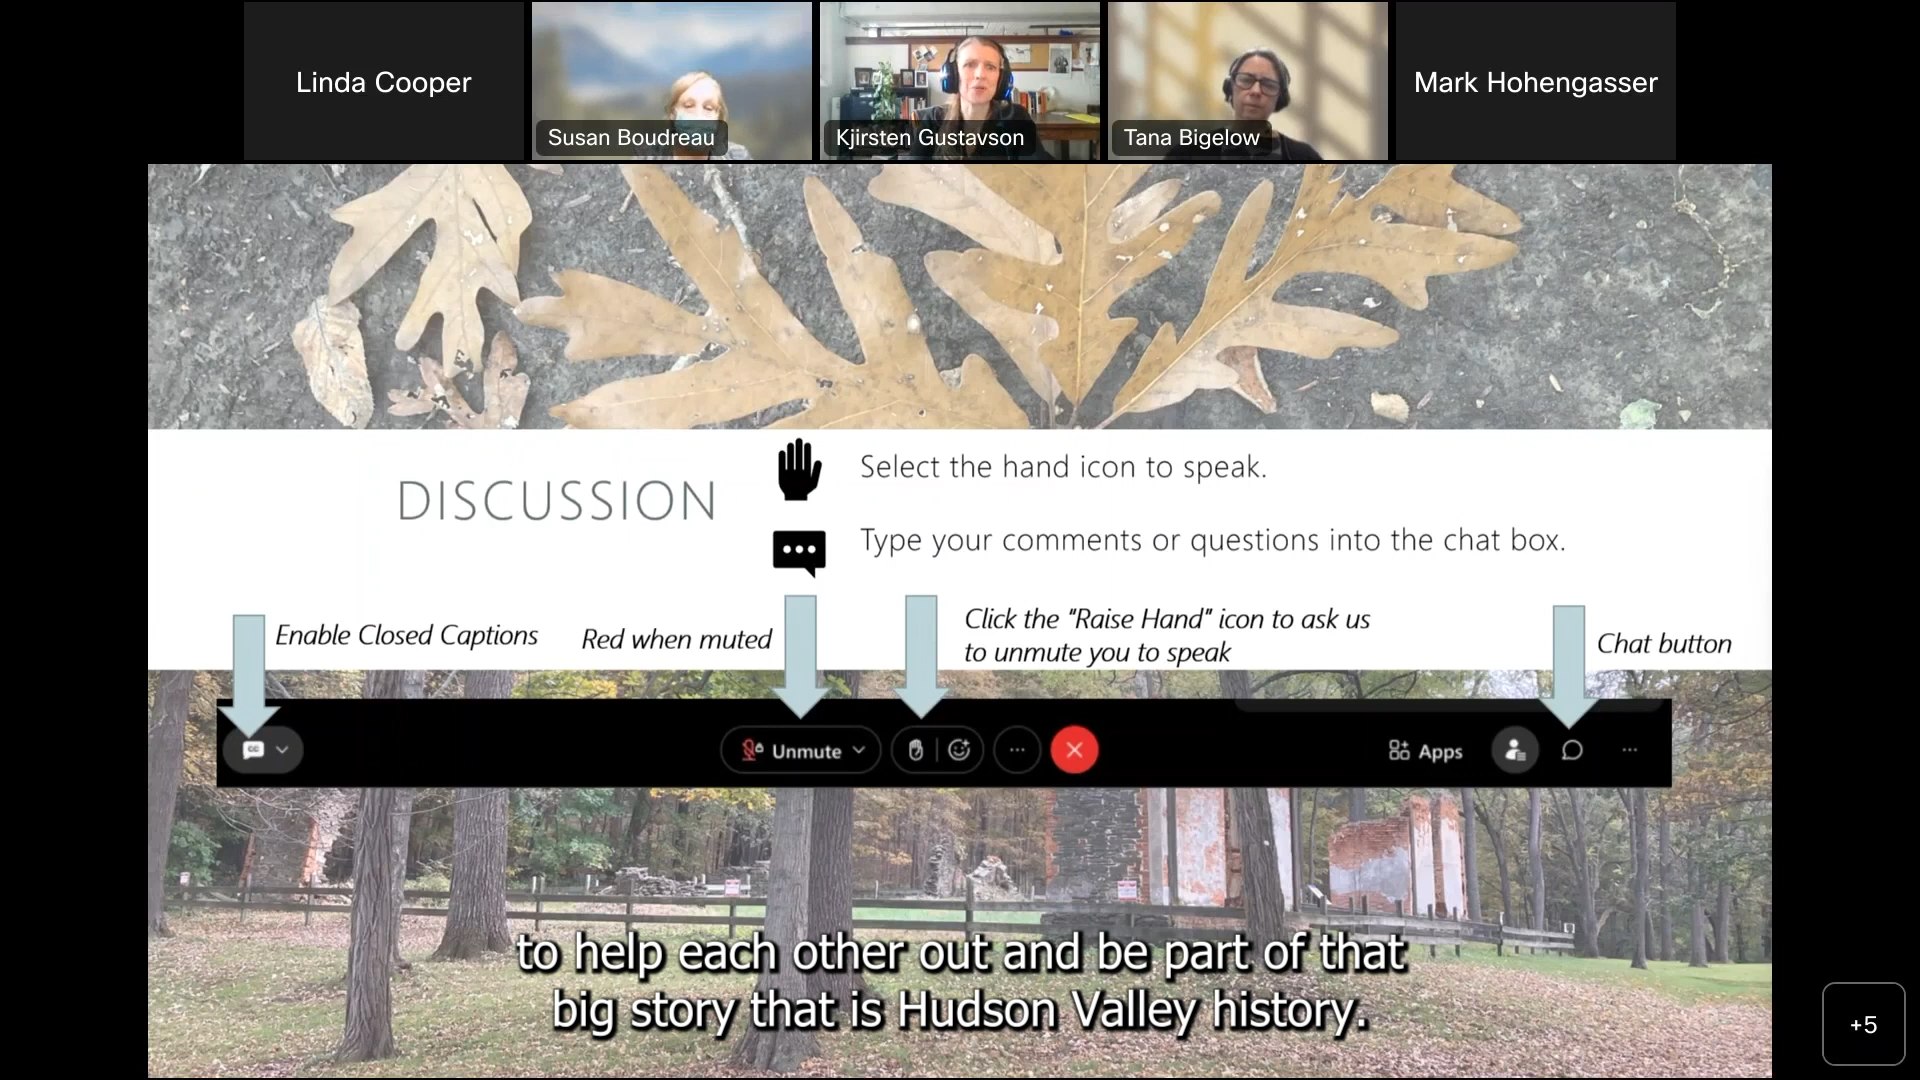 Linda Cooper
Susan Boudreau
Kjirsten Gustavson
Tana Bigelow
Mark Hohengasser
DISCUSSION
Select the hand icon to speak.
Type your comments or questions into the chat box.
Enable Closed Captions
Red when muted
Click the "Raise Hand" icon to ask us
to unmute you to speak
Chat button
CC
Unmute
Apps
to help each other out and be part of that
big story that is Hudson Valley history.
+5